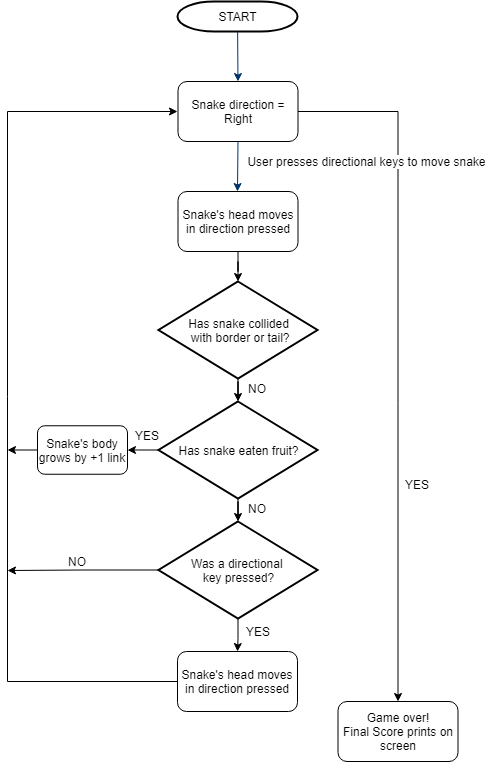 START
Snake direction =
Right
User presses directional keys to move snake
Snake's head moves
in direction pressed
Has snake collided
with border or tail?
NO
YES
Has snake eaten fruit?
Snake's body
grows by +1 link
YES
NO
Was a directional
key pressed?
NO
YES
Snake's head moves
in direction pressed
Game over!
Final Score prints on
screen